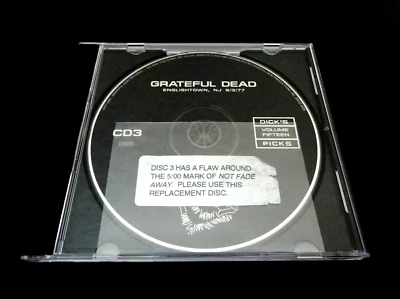 GRATEFUL DEAD
ENGLISHTOWN, NJ 9/3/77
DICK'S
VOLUME FIFTEEN
PICKS
CD3
DISC 3 HAS A FLAW AROUND
THE 5:00 MARK OF NOT FADE
AWAY. PLEASE USE THIS
REPLACEMENT DISC.